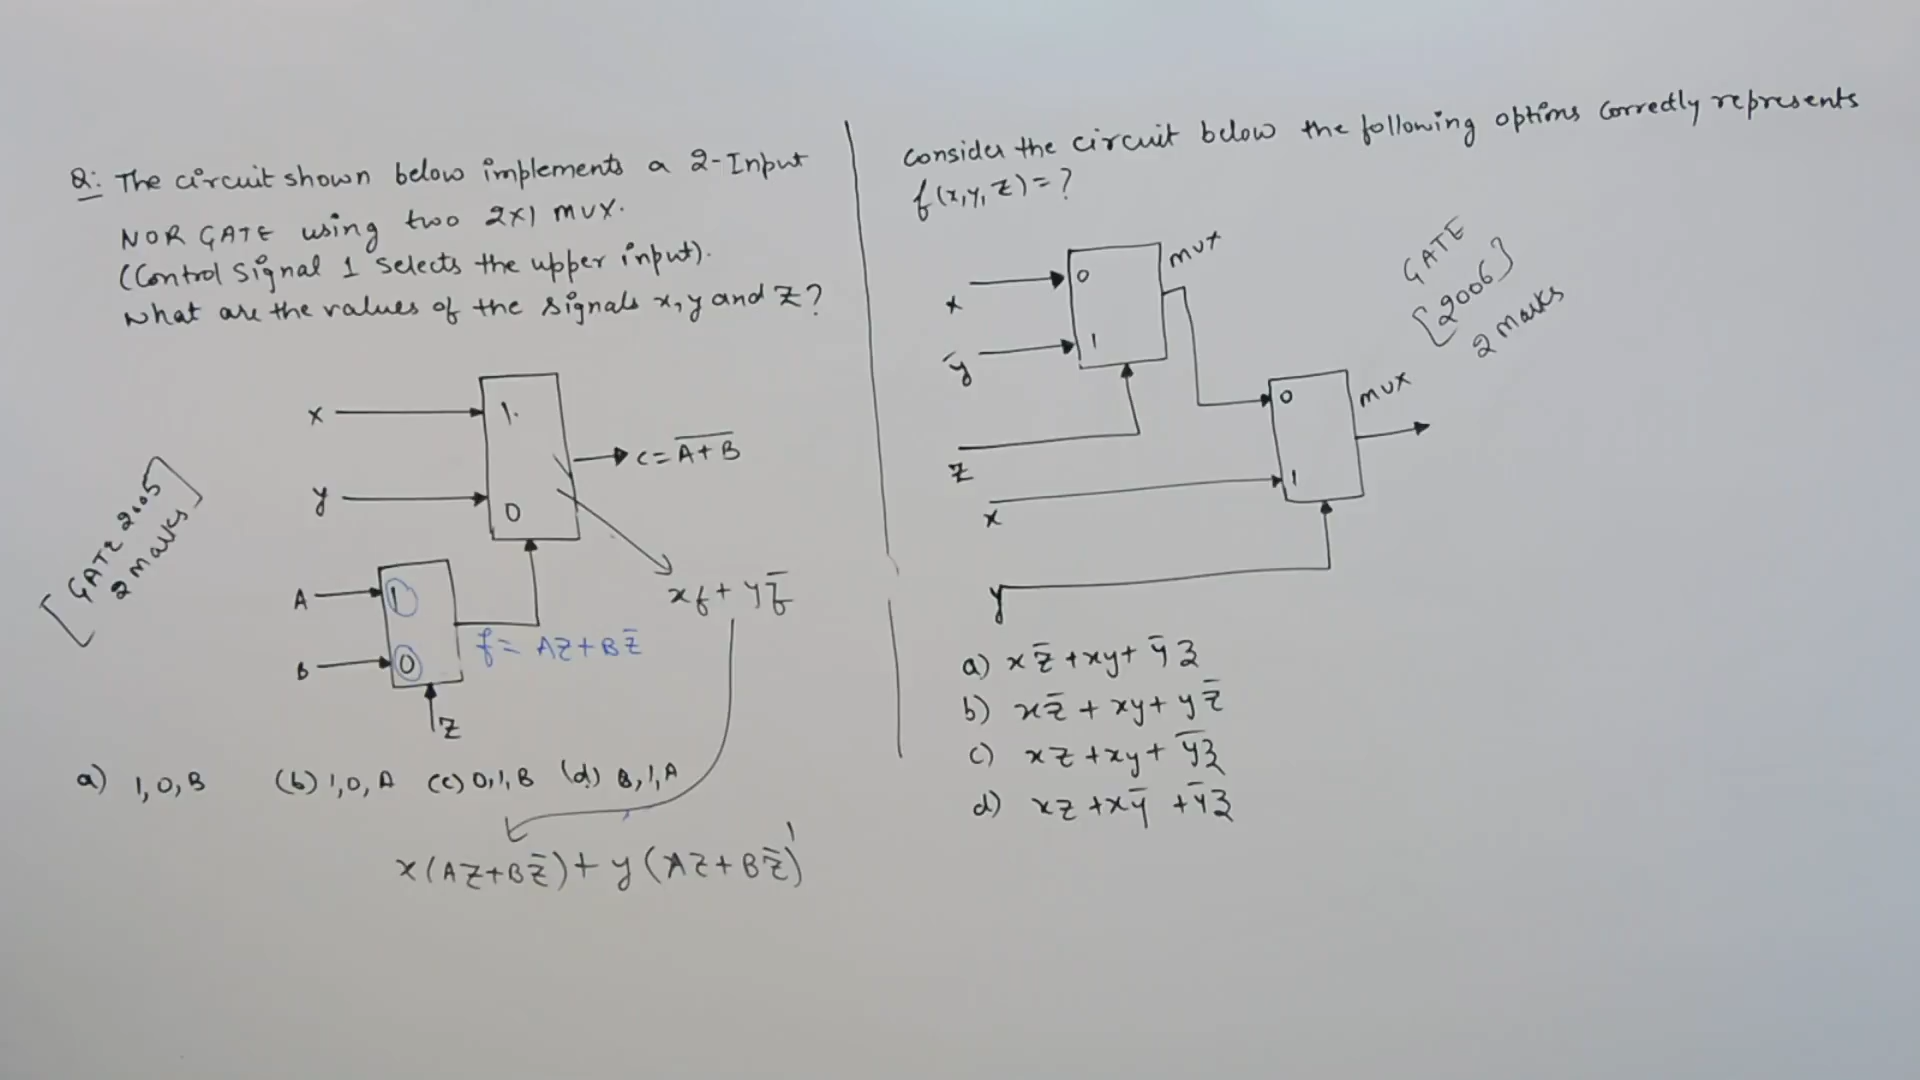 Q: The circuit shown below implements a 2-Input
NOR GATE using two 2x1 MUX.
(Control signal 1 selects the upper input).
What are the values of the signals x, y and z?
x
1.
y
0
c = \overline{A+B}
[GATE 2005
2 marks]
A
1
B
0
z
f = Az + Bz̄
xf + yf̄
a) 1,0,B (b) 1,0,A (c) 0,1,B (d) B,1,A
x(Az+Bz̄) + y(Az+Bz̄)'
consider the circuit below the following options correctly represents
f(x,y,z) = ?
GATE
[2006]
2 marks
x
0
mux
ȳ
1
z
0
mux
x
1
y
a) xz̄ + xy + ȳz
b) xz̄ + xy + yz̄
c) xz + xy + \overline{yz}
d) xz + xȳ + ȳz